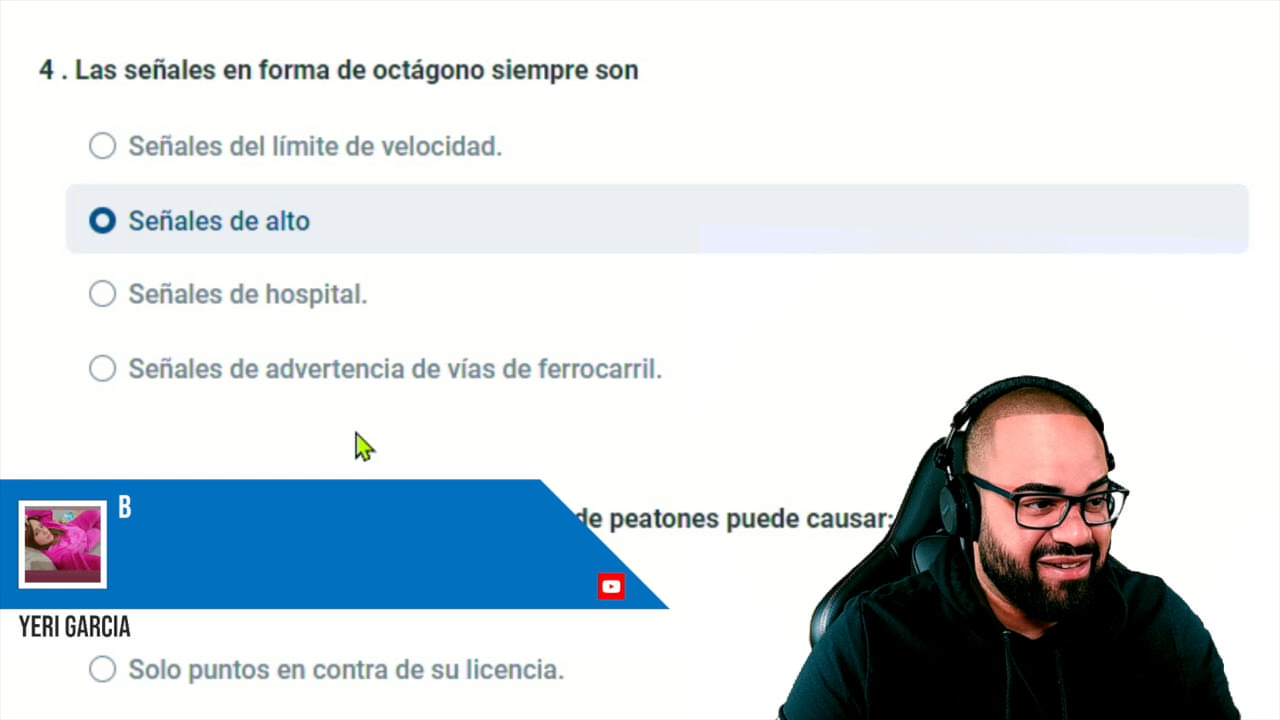 4 . Las señales en forma de octágono siempre son
Señales del límite de velocidad.
Señales de alto
Señales de hospital.
Señales de advertencia de vías de ferrocarril.
B
de peatones puede causar:
YERI GARCIA
Solo puntos en contra de su licencia.